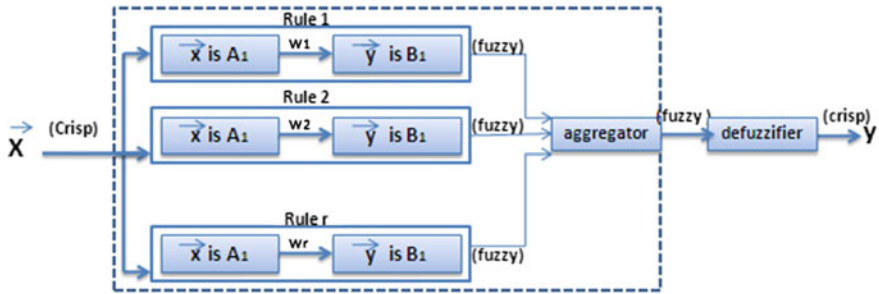 Rule 1
x is A1 w1 y is B1 (fuzzy)
Rule 2
X (Crisp) x is A1 w2 y is B1 (fuzzy) aggregator (fuzzy ) defuzzifier (crisp) y
Rule r
x is A1 wr y is B1 (fuzzy)